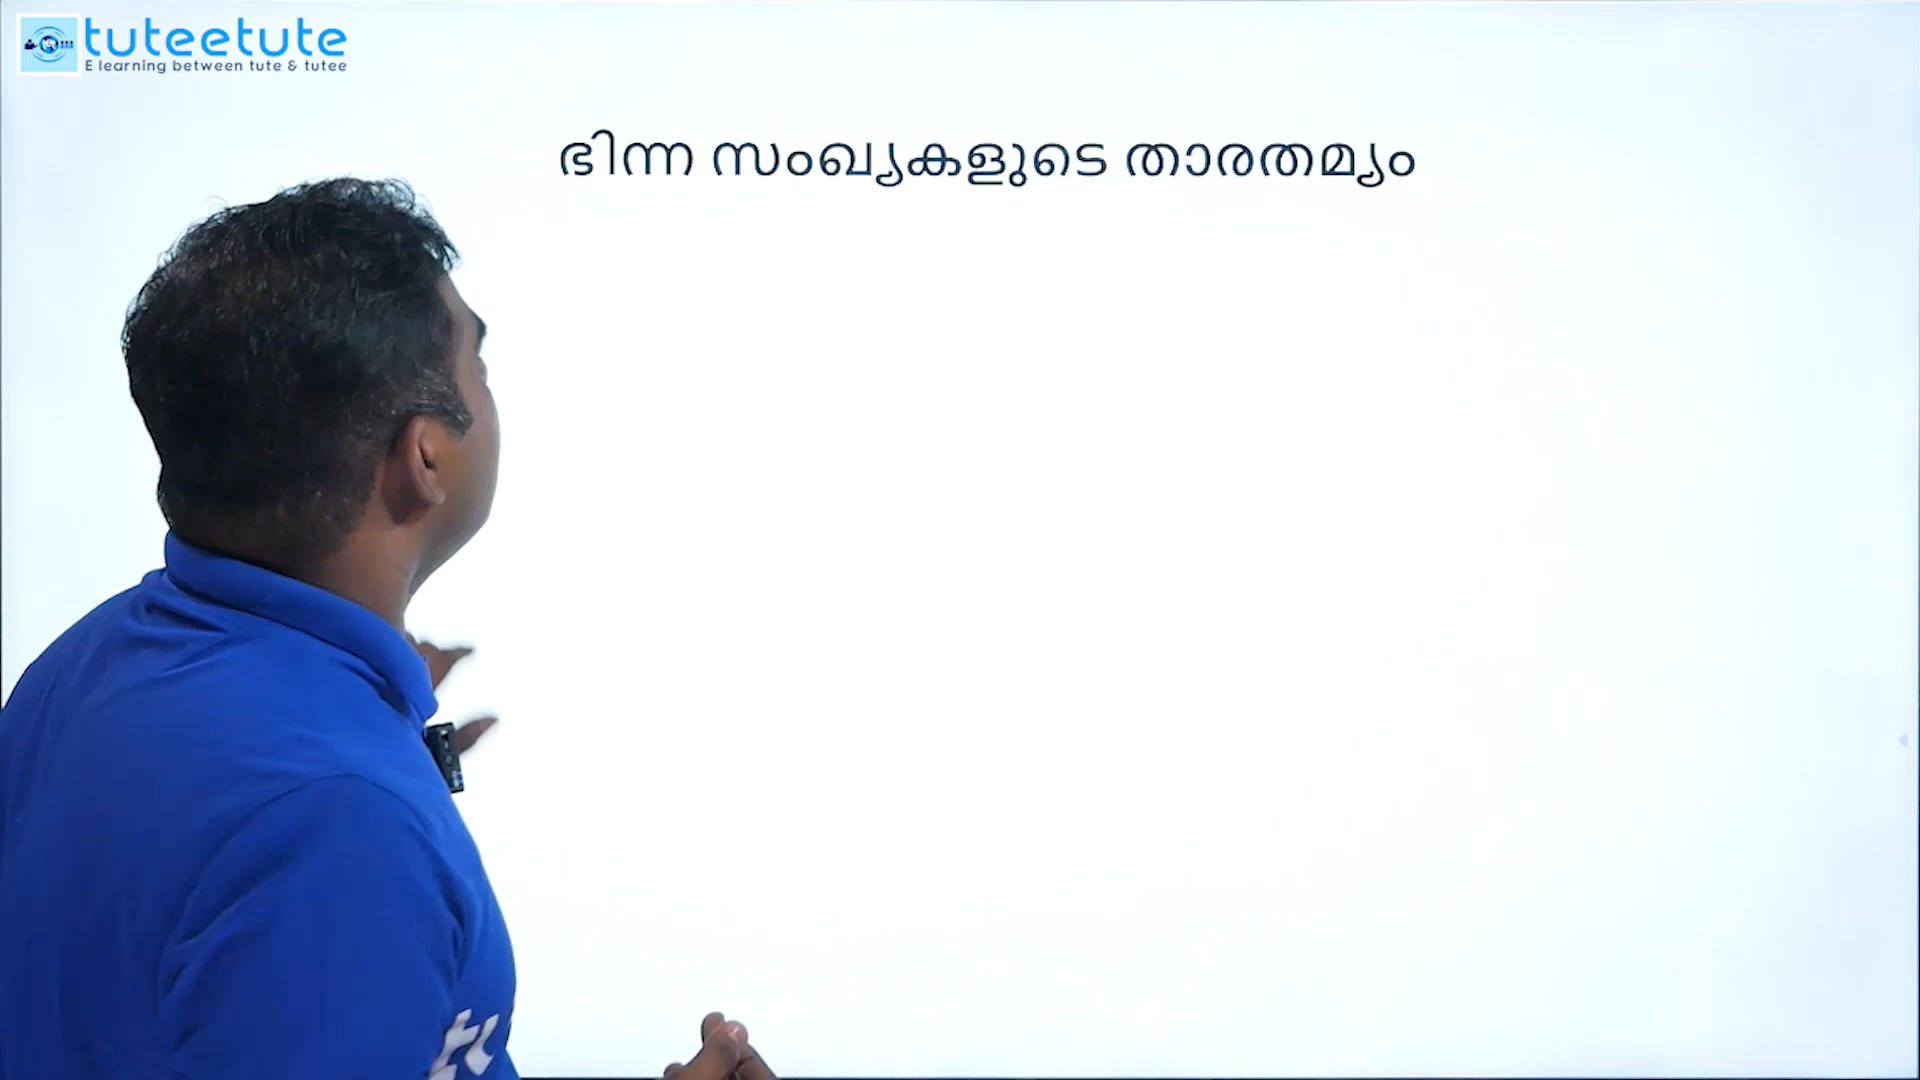 tuteetute
E learning between tute & tutee
ഭിന്ന സംഖ്യകളുടെ താരതമ്യം